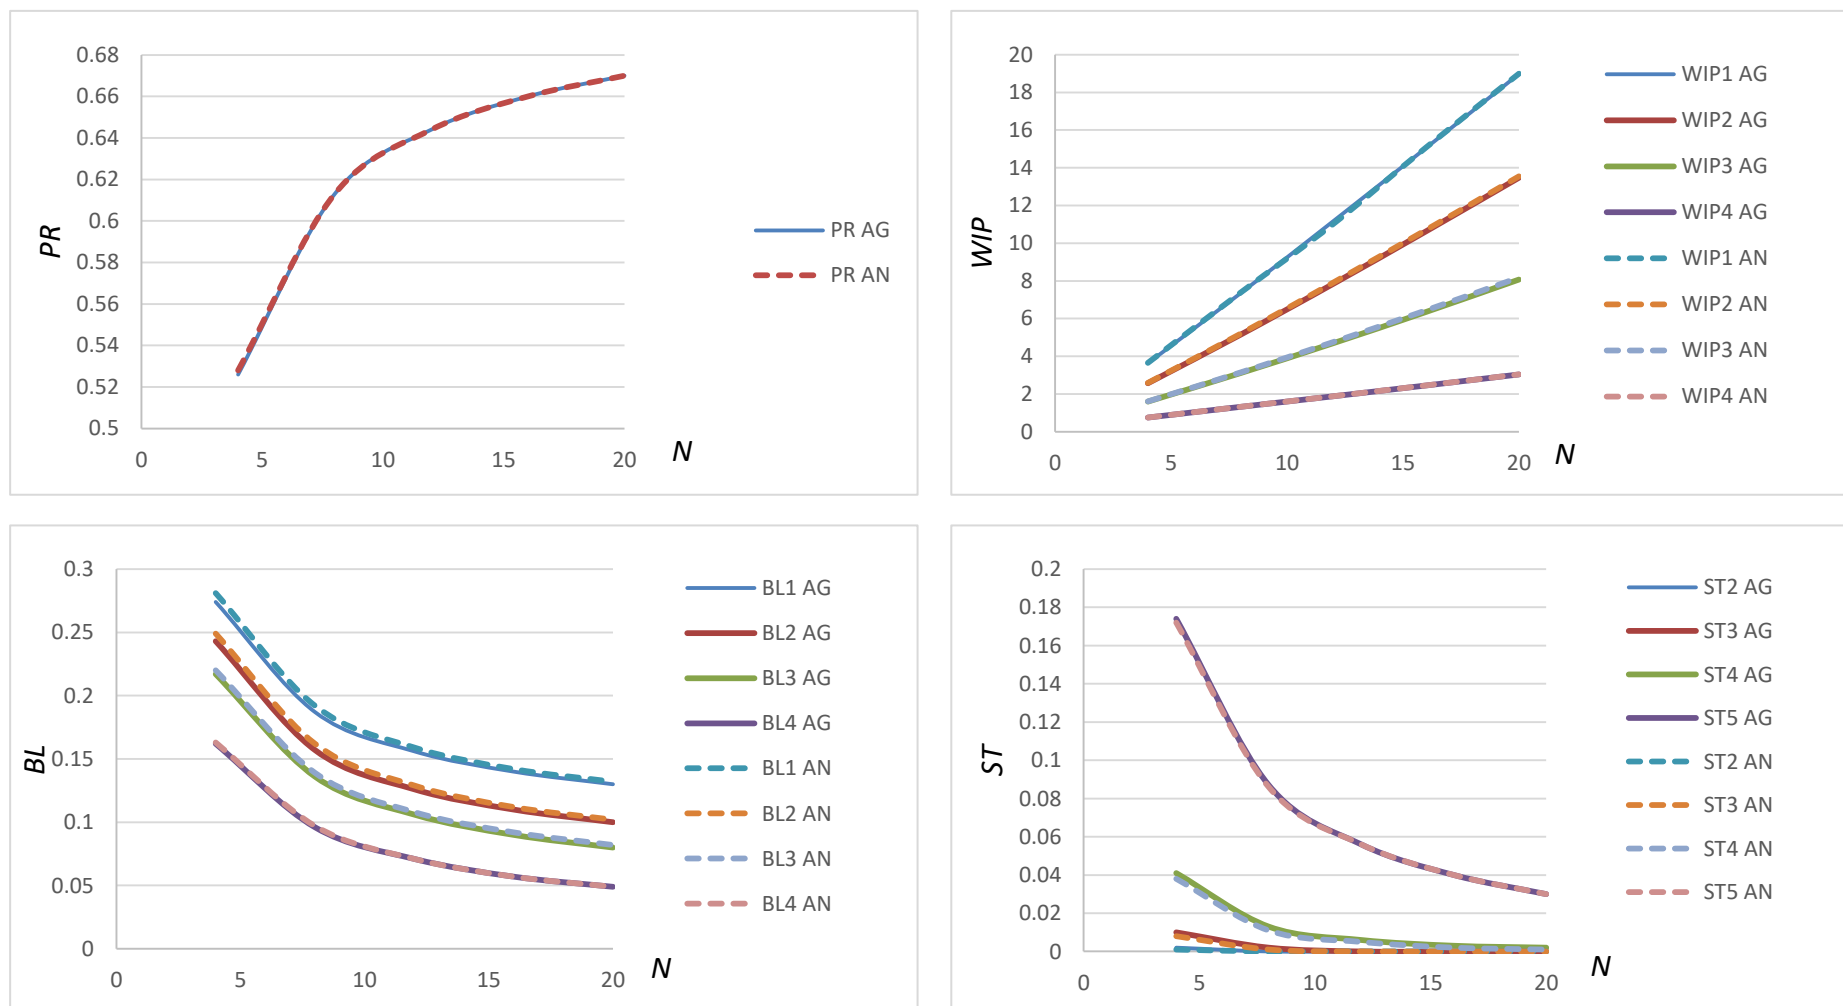 0.68
0.66
0.64
0.62
0.6
0.58
0.56
0.54
0.52
0.5
PR
0 5 10 15 20 N
PR AG
PR AN
20
18
16
14
12
10
8
6
4
2
0
WIP
0 5 10 15 20 N
WIP1 AG
WIP2 AG
WIP3 AG
WIP4 AG
WIP1 AN
WIP2 AN
WIP3 AN
WIP4 AN
0.3
0.25
0.2
0.15
0.1
0.05
0
BL
0 5 10 15 20 N
BL1 AG
BL2 AG
BL3 AG
BL4 AG
BL1 AN
BL2 AN
BL3 AN
BL4 AN
0.2
0.18
0.16
0.14
0.12
0.1
0.08
0.06
0.04
0.02
0
ST
0 5 10 15 20 N
ST2 AG
ST3 AG
ST4 AG
ST5 AG
ST2 AN
ST3 AN
ST4 AN
ST5 AN